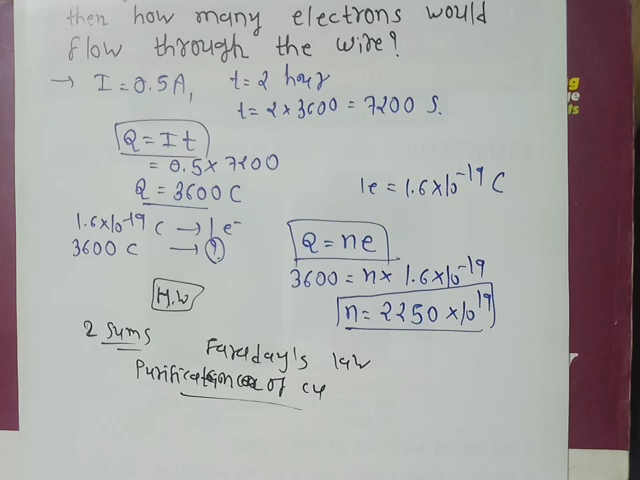 then how many electrons would
flow through the wire?
→ I = 0.5 A, t = 2 hour
t = 2 × 3600 = 7200 S.
Q = It
= 0.5 × 7200
Q = 3600 C
1e = 1.6×10⁻¹⁹ C
1.6×10⁻¹⁹ C → 1 e⁻
3600 C → ?
Q = ne
3600 = n × 1.6×10⁻¹⁹
n = 2250 × 10¹⁹
H.W
2 sums
Faraday's law
Purification of cu